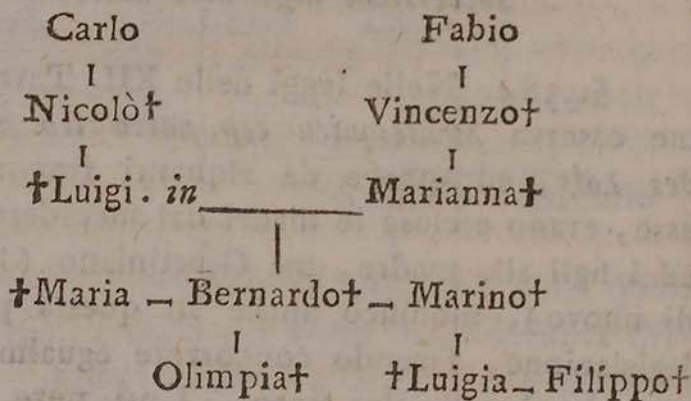 Carlo Fabio
Nicolò† Vincenzo†
†Luigi. in Marianna†
†Maria – Bernardo† – Marino†
Olimpia† †Luigia – Filippo†